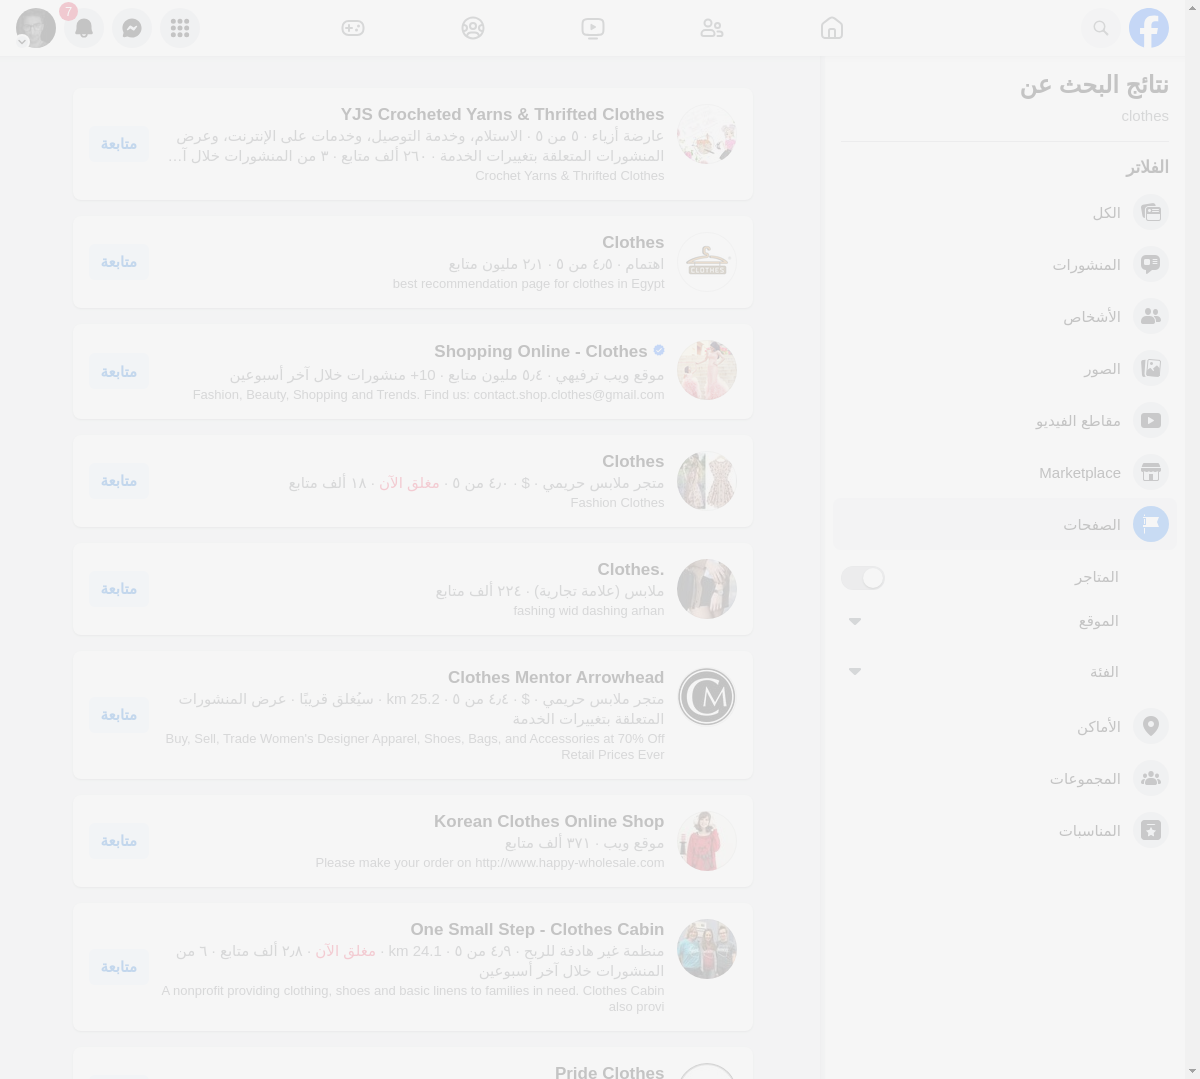 7
نتائج البحث عن
clothes
الفلاتر
الكل
المنشورات
الأشخاص
الصور
مقاطع الفيديو
Marketplace
الصفحات
المتاجر
الموقع
الفئة
الأماكن
المجموعات
المناسبات
YJS Crocheted Yarns & Thrifted Clothes
عارضة أزياء · ٥ من ٥ · الاستلام، وخدمة التوصيل، وخدمات على الإنترنت، وعرض
المنشورات المتعلقة بتغييرات الخدمة · ٢٦٠ ألف متابع · ٣ من المنشورات خلال آ...
Crochet Yarns & Thrifted Clothes
متابعة
Clothes
اهتمام · ٤٫٥ من ٥ · ٢٫١ مليون متابع
best recommendation page for clothes in Egypt
متابعة
CLOTHES
Shopping Online - Clothes
موقع ويب ترفيهي · ٥٫٤ مليون متابع · 10+ منشورات خلال آخر أسبوعين
Fashion, Beauty, Shopping and Trends. Find us: contact.shop.clothes@gmail.com
متابعة
Clothes
متجر ملابس حريمي · $ · ٤٫٠ من ٥ · مغلق الآن · ١٨ ألف متابع
Fashion Clothes
متابعة
Clothes.
ملابس (علامة تجارية) · ٢٢٤ ألف متابع
fashing wid dashing arhan
متابعة
Clothes Mentor Arrowhead
متجر ملابس حريمي · $ · ٤٫٤ من ٥ · 25.2 km · سيُغلق قريبًا · عرض المنشورات
المتعلقة بتغييرات الخدمة
Buy, Sell, Trade Women's Designer Apparel, Shoes, Bags, and Accessories at 70% Off
Retail Prices Ever
متابعة
CM
Korean Clothes Online Shop
موقع ويب · ٣٧١ ألف متابع
Please make your order on http://www.happy-wholesale.com
متابعة
One Small Step - Clothes Cabin
منظمة غير هادفة للربح · ٤٫٩ من ٥ · 24.1 km · مغلق الآن · ٢٫٨ ألف متابع · ٦ من
المنشورات خلال آخر أسبوعين
A nonprofit providing clothing, shoes and basic linens to families in need. Clothes Cabin
also provi
متابعة
Pride Clothes